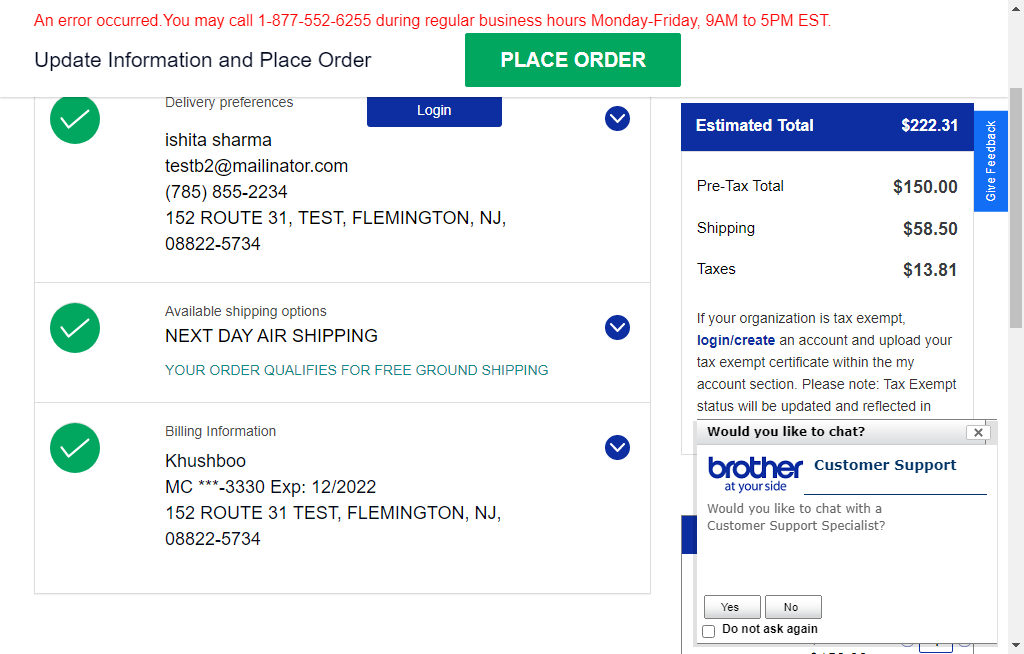 An error occurred.You may call 1-877-552-6255 during regular business hours Monday-Friday, 9AM to 5PM EST.
Update Information and Place Order
PLACE ORDER
Delivery preferences
Login
ishita sharma
testb2@mailinator.com
(785) 855-2234
152 ROUTE 31, TEST, FLEMINGTON, NJ,
08822-5734
Available shipping options
NEXT DAY AIR SHIPPING
YOUR ORDER QUALIFIES FOR FREE GROUND SHIPPING
Billing Information
Khushboo
MC ***-3330 Exp: 12/2022
152 ROUTE 31 TEST, FLEMINGTON, NJ,
08822-5734
Estimated Total $222.31
Pre-Tax Total $150.00
Shipping $58.50
Taxes $13.81
If your organization is tax exempt,
login/create an account and upload your
tax exempt certificate within the my
account section. Please note: Tax Exempt
status will be updated and reflected in
Give Feedback
Would you like to chat?
brother
at your side
Customer Support
Would you like to chat with a
Customer Support Specialist?
Yes No
Do not ask again